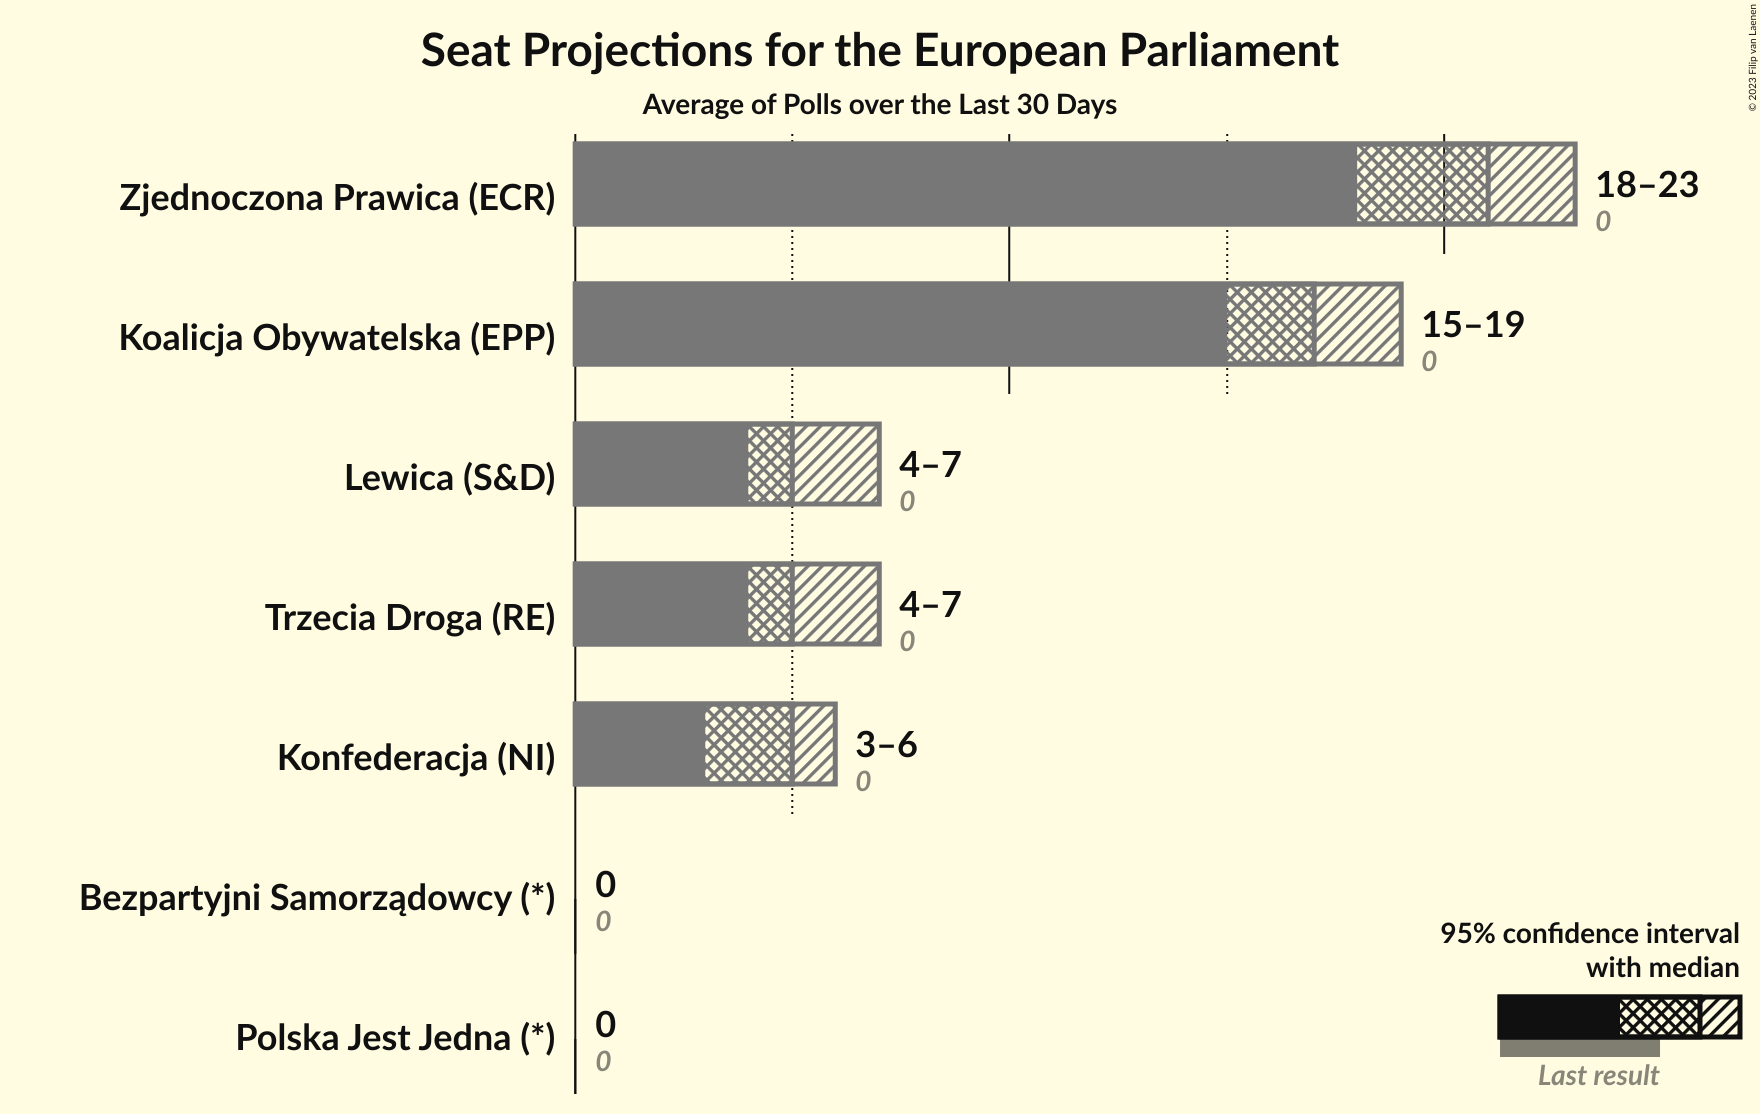 Seat Projections for the European Parliament
Average of Polls over the Last 30 Days
© 2023 Filip van Laenen
Zjednoczona Prawica (ECR)
18–23
0
Koalicja Obywatelska (EPP)
15–19
0
Lewica (S&D)
4–7
0
Trzecia Droga (RE)
4–7
0
Konfederacja (NI)
3–6
0
Bezpartyjni Samorządowcy (*)
0
0
Polska Jest Jedna (*)
0
0
95% confidence interval
with median
Last result